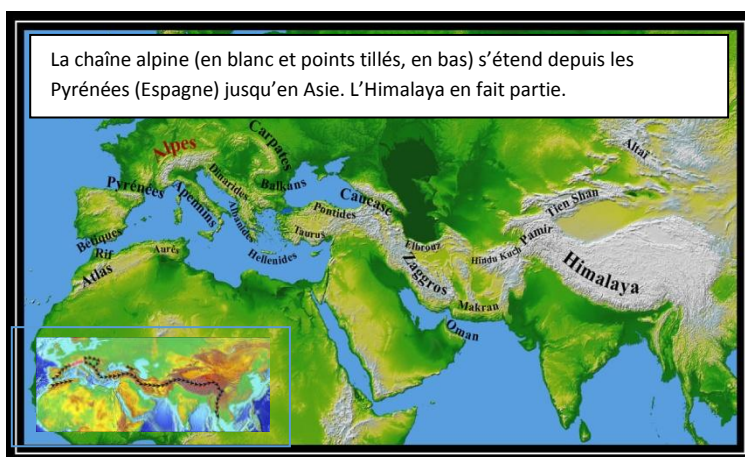 La chaîne alpine (en blanc et points tillés, en bas) s’étend depuis les
Pyrénées (Espagne) jusqu’en Asie. L’Himalaya en fait partie.
Carpates
Alpes
Altaï
Pyrénées
Apennins
Dinarides
Balkans
Caucase
Tien Shan
Albanides
Pontides
Bétiques
Rif
Aurès
Hellenides
Taurus
Elbrouz
Hindu Kuch
Pamir
Atlas
Zaggros
Himalaya
Makran
Oman